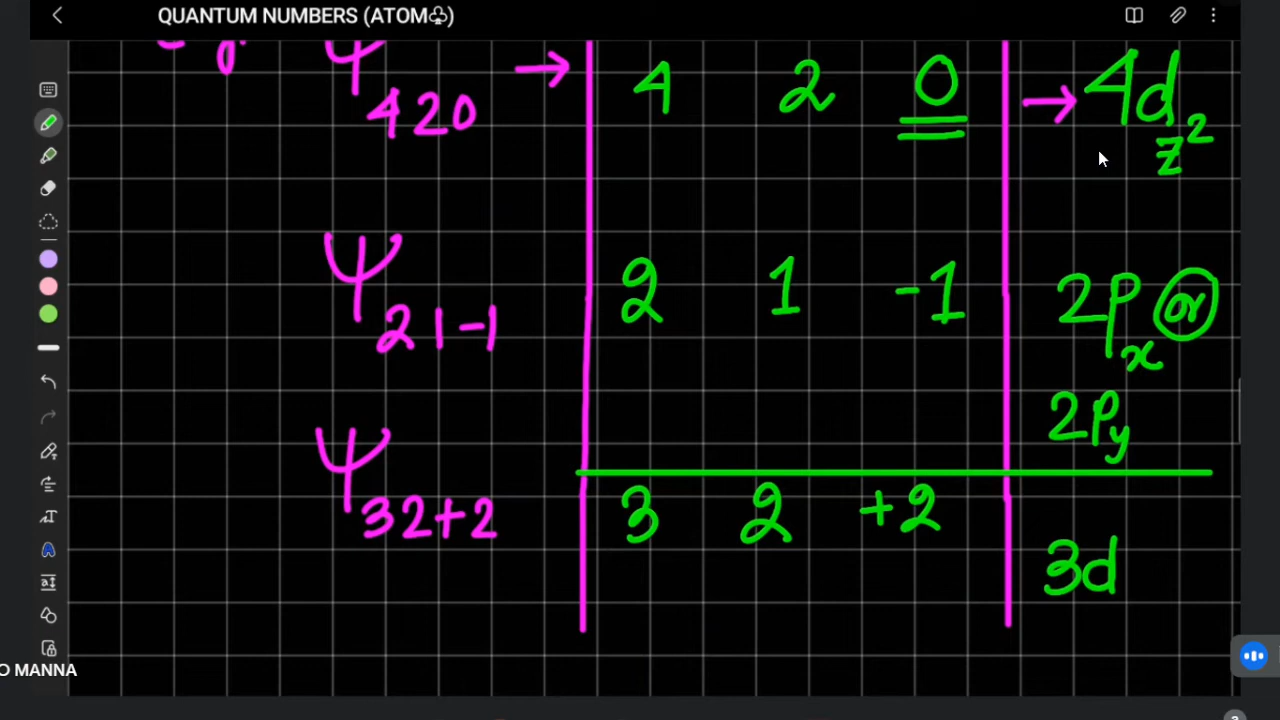 QUANTUM NUMBERS (ATOM♧)
ψ420 → 4 2 0 → 4dz²
ψ21-1 2 1 -1 2px or
2py
ψ32+2 3 2 +2 3d
O MANNA